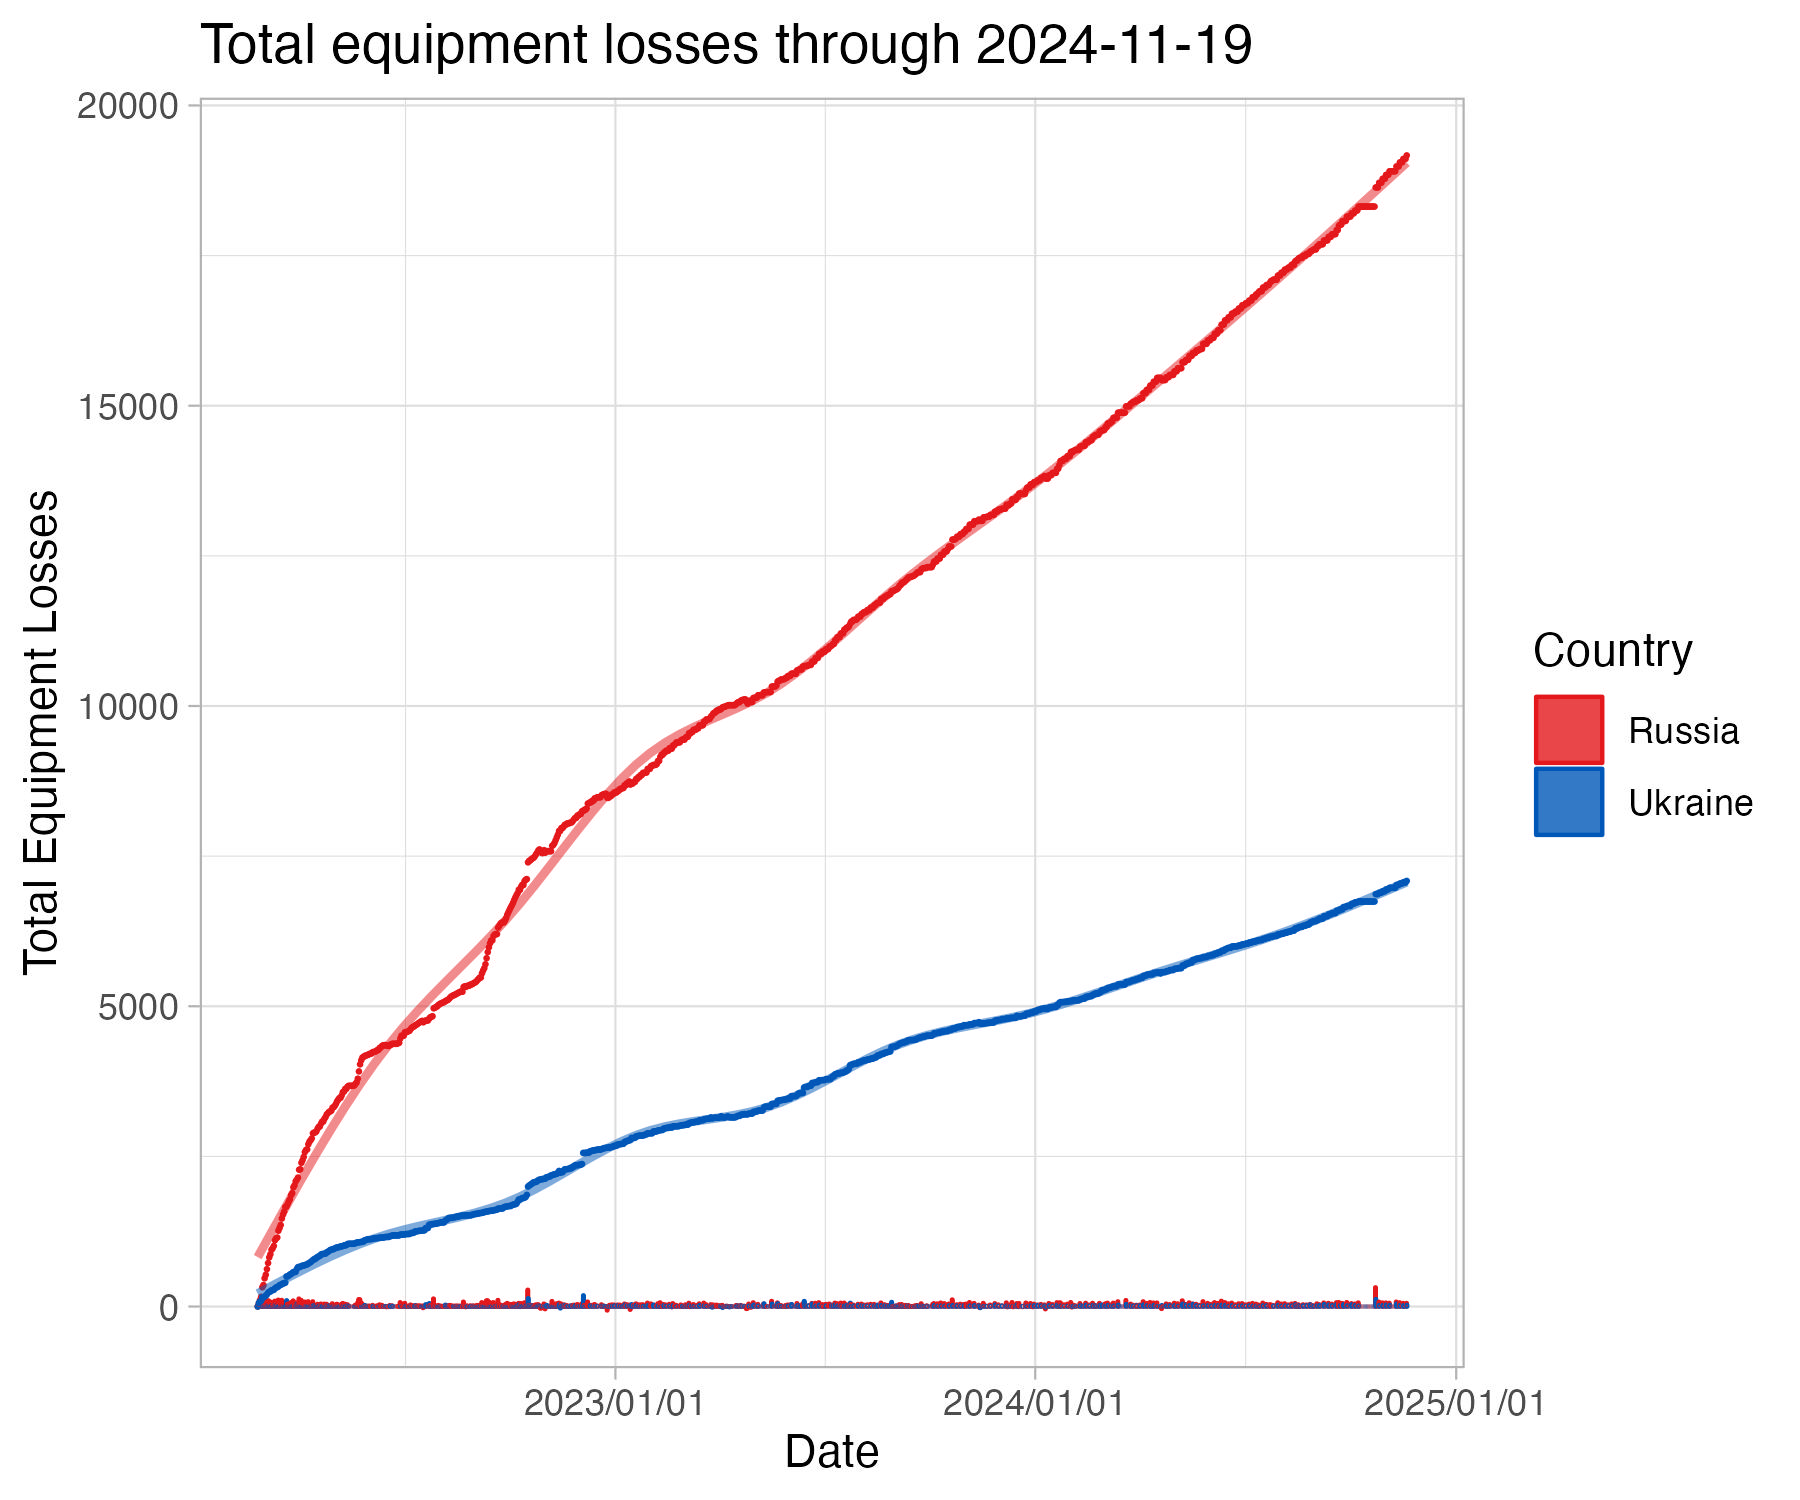 Total equipment losses through 2024-11-19
Total Equipment Losses
20000
15000
10000
5000
0
2023/01/01
2024/01/01
2025/01/01
Date
Country
Russia
Ukraine